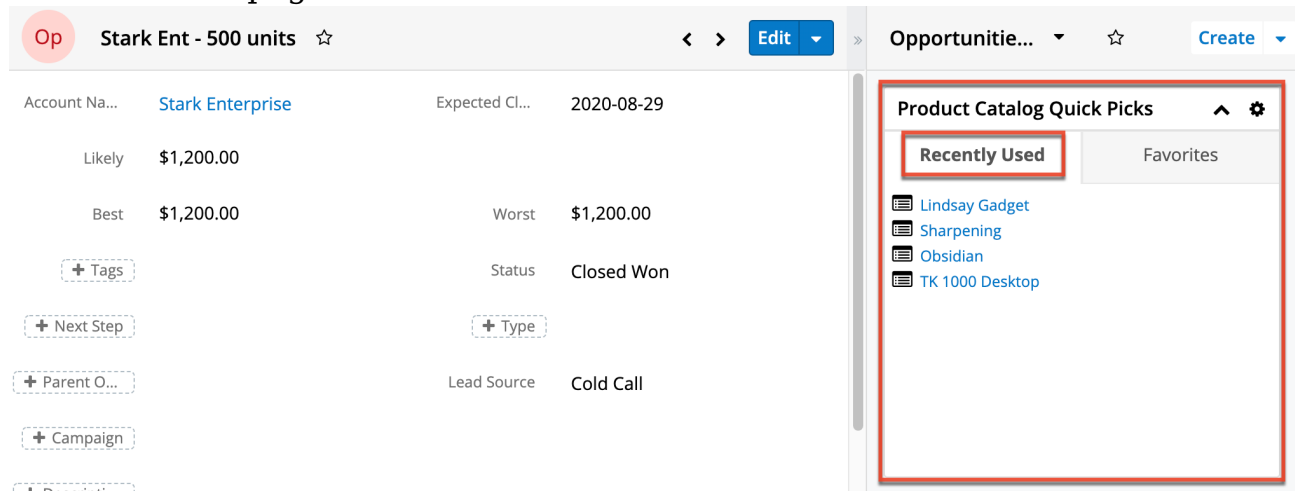 Op Stark Ent - 500 units Edit
Account Na... Stark Enterprise Expected Cl... 2020-08-29
Likely $1,200.00
Best $1,200.00 Worst $1,200.00
+ Tags Status Closed Won
+ Next Step + Type
+ Parent O... Lead Source Cold Call
+ Campaign
Opportunitie... Create
Product Catalog Quick Picks
Recently Used Favorites
Lindsay Gadget
Sharpening
Obsidian
TK 1000 Desktop